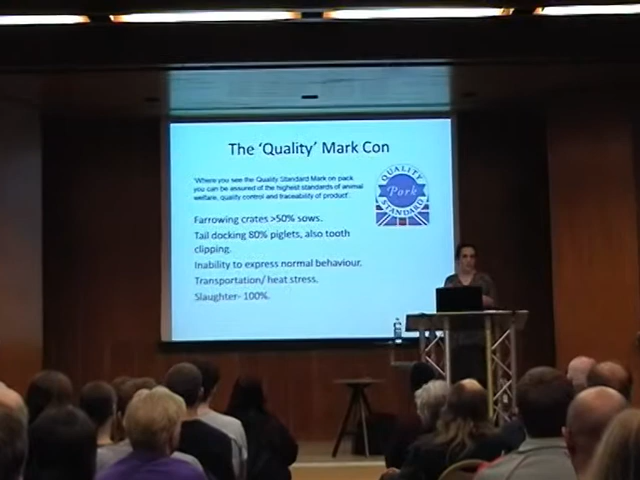 The 'Quality' Mark Con
'Where you see the Quality Standard Mark on pack
you can be assured of the highest standards of animal
welfare, quality control and traceability of product'.
QUALITY
Pork
STANDARD
Farrowing crates >50% sows.
Tail docking 80% piglets, also tooth
clipping.
Inability to express normal behaviour.
Transportation/ heat stress.
Slaughter- 100%.